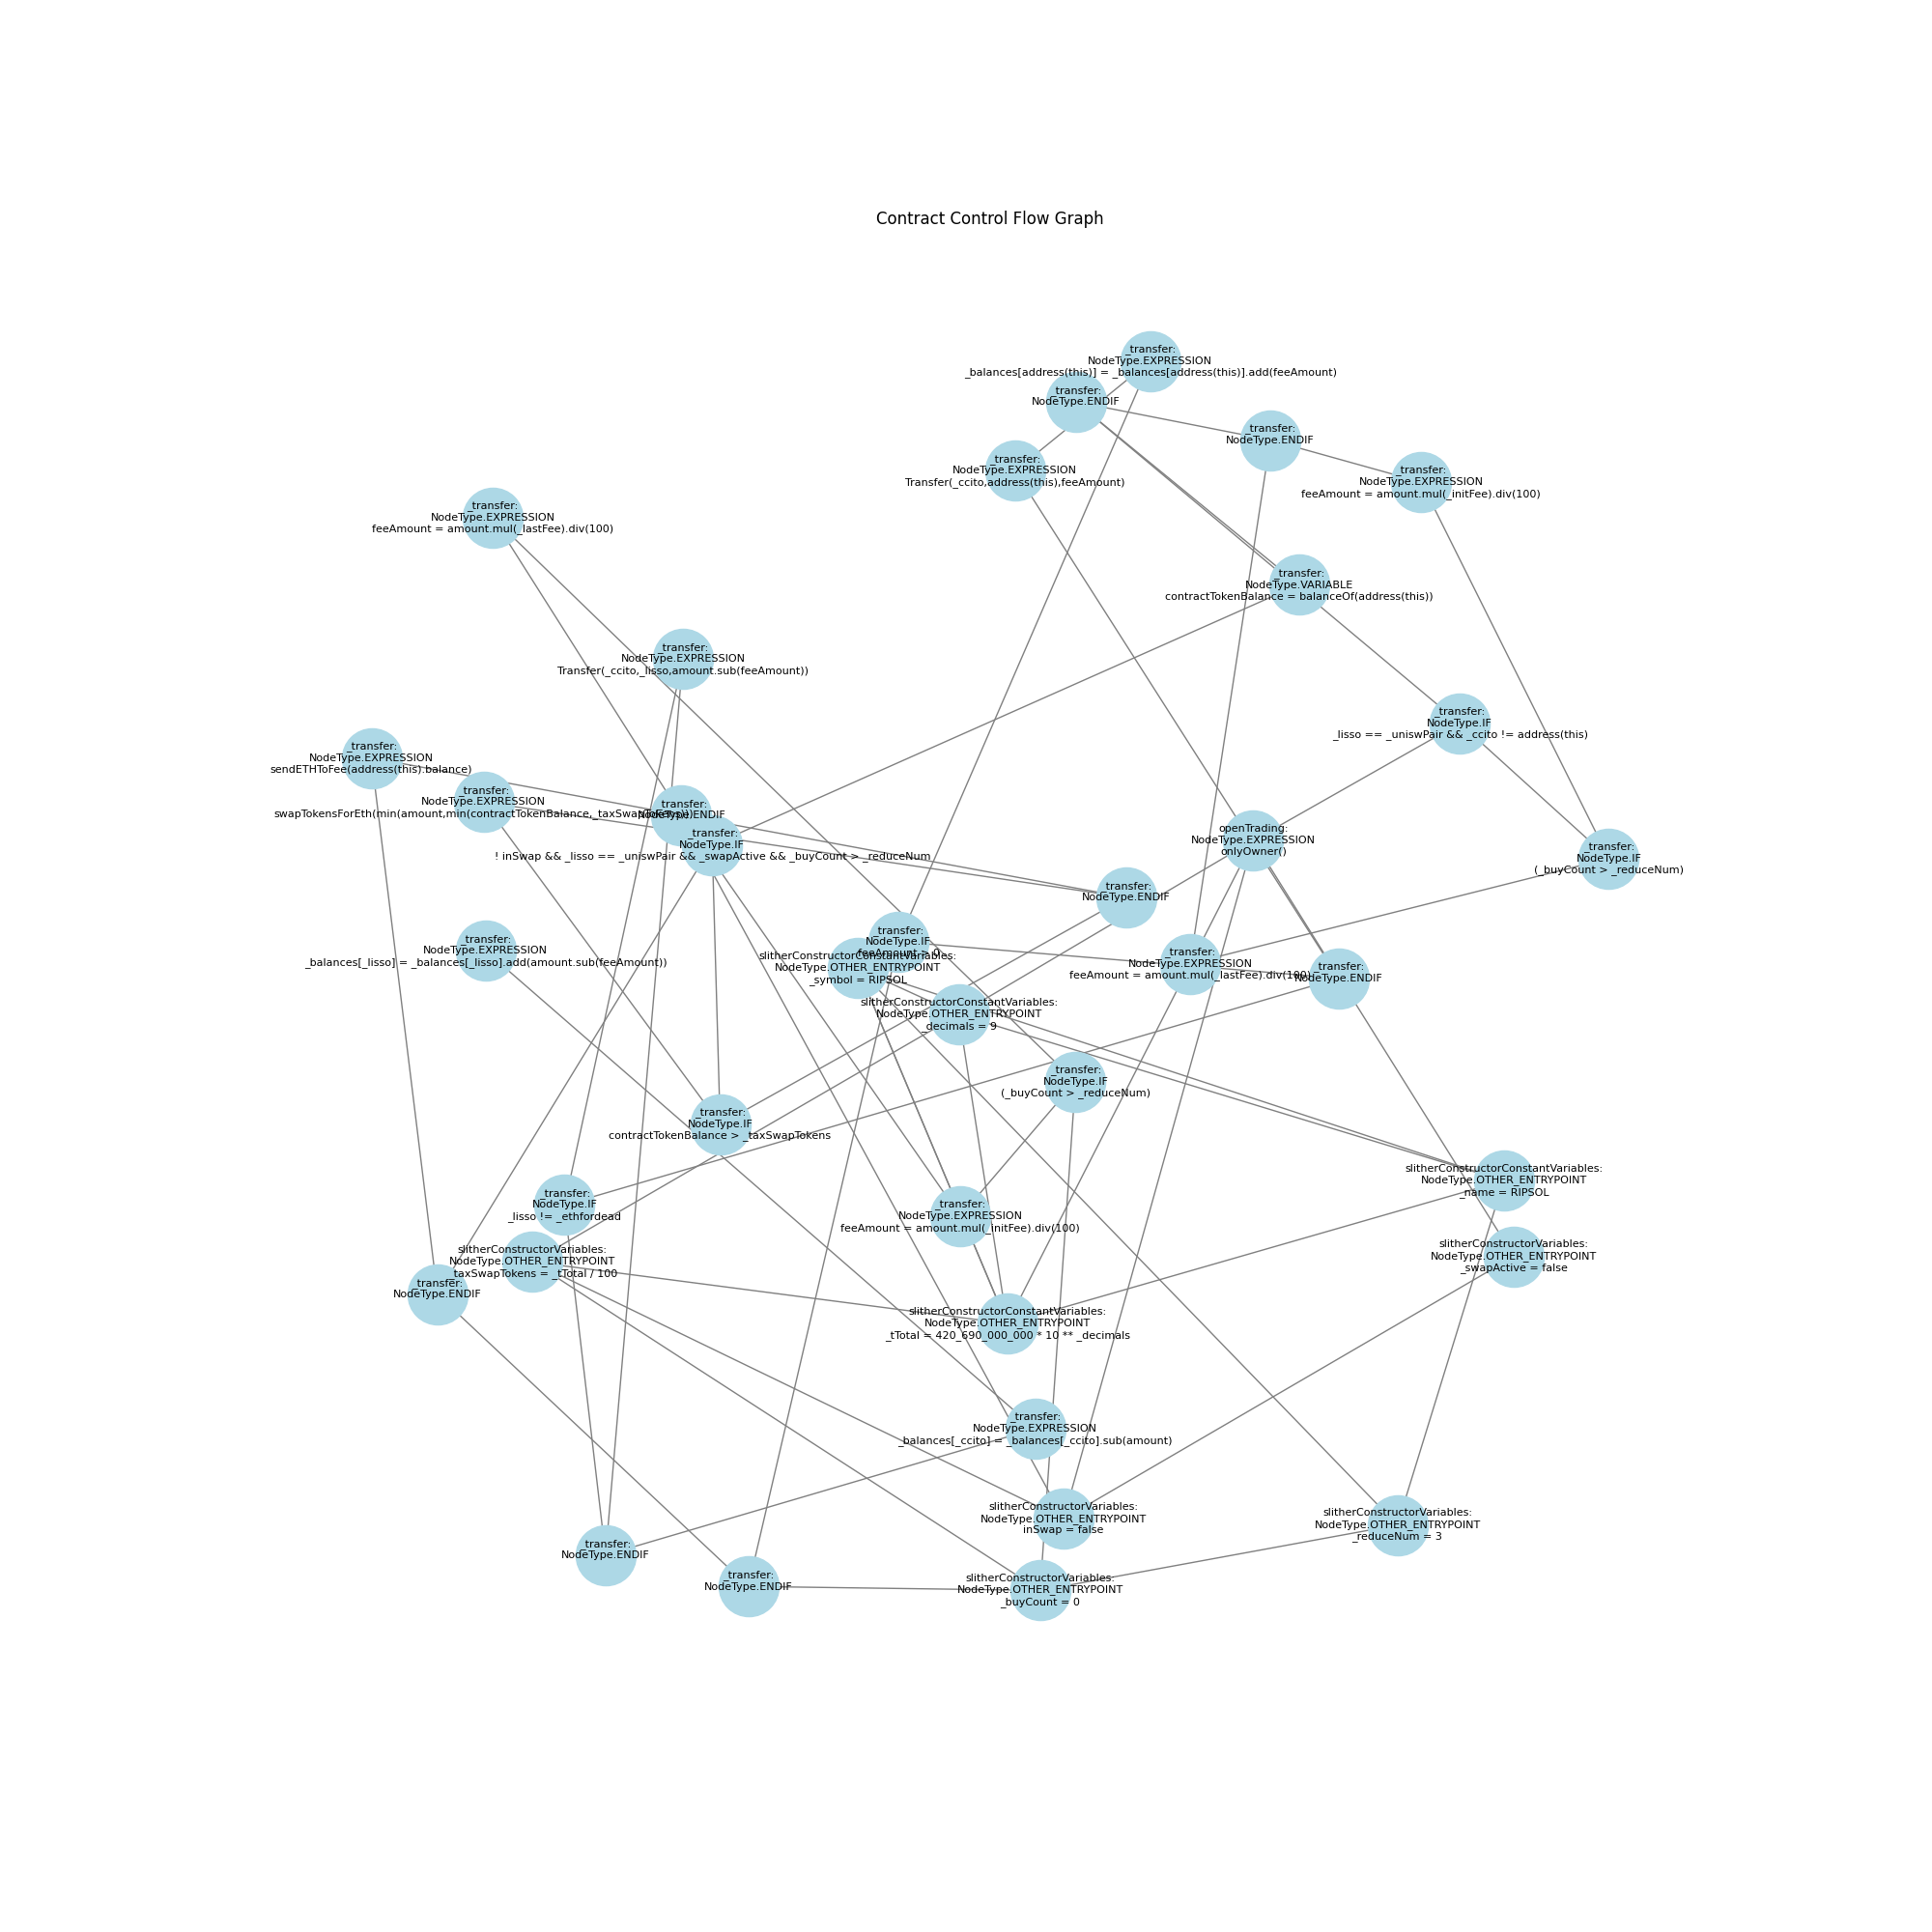 Contract Control Flow Graph
_transfer:
NodeType.EXPRESSION
_balances[address(this)] = _balances[address(this)].add(feeAmount)
_transfer:
NodeType.ENDIF
_transfer:
NodeType.ENDIF
_transfer:
NodeType.EXPRESSION
Transfer(_ccito,address(this),feeAmount)
_transfer:
NodeType.EXPRESSION
feeAmount = amount.mul(_initFee).div(100)
_transfer:
NodeType.EXPRESSION
feeAmount = amount.mul(_lastFee).div(100)
_transfer:
NodeType.VARIABLE
contractTokenBalance = balanceOf(address(this))
_transfer:
NodeType.EXPRESSION
Transfer(_ccito,_lisso,amount.sub(feeAmount))
_transfer:
NodeType.IF
_lisso == _uniswPair && _ccito != address(this)
_transfer:
NodeType.EXPRESSION
sendETHToFee(address(this).balance)
_transfer:
NodeType.EXPRESSION
swapTokensForEth(min(amount,min(contractTokenBalance,_taxSwapTokens)))
_transfer:
NodeType.ENDIF
_transfer:
NodeType.IF
! inSwap && _lisso == _uniswPair && _swapActive && _buyCount > _reduceNum
openTrading:
NodeType.EXPRESSION
onlyOwner()
_transfer:
NodeType.IF
(_buyCount > _reduceNum)
_transfer:
NodeType.ENDIF
_transfer:
NodeType.IF
feeAmount > 0
_transfer:
NodeType.EXPRESSION
_balances[_lisso] = _balances[_lisso].add(amount.sub(feeAmount))
slitherConstructorConstantVariables:
NodeType.OTHER_ENTRYPOINT
_symbol = RIPSOL
_transfer:
NodeType.EXPRESSION
feeAmount = amount.mul(_lastFee).div(100)
_transfer:
NodeType.ENDIF
slitherConstructorConstantVariables:
NodeType.OTHER_ENTRYPOINT
_decimals = 9
_transfer:
NodeType.IF
(_buyCount > _reduceNum)
_transfer:
NodeType.IF
contractTokenBalance > _taxSwapTokens
slitherConstructorConstantVariables:
NodeType.OTHER_ENTRYPOINT
_name = RIPSOL
_transfer:
NodeType.IF
_lisso != _ethfordead
_transfer:
NodeType.EXPRESSION
feeAmount = amount.mul(_initFee).div(100)
slitherConstructorVariables:
NodeType.OTHER_ENTRYPOINT
_swapActive = false
slitherConstructorVariables:
NodeType.OTHER_ENTRYPOINT
_taxSwapTokens = _tTotal / 100
_transfer:
NodeType.ENDIF
slitherConstructorConstantVariables:
NodeType.OTHER_ENTRYPOINT
_tTotal = 420_690_000_000 * 10 ** _decimals
_transfer:
NodeType.EXPRESSION
_balances[_ccito] = _balances[_ccito].sub(amount)
slitherConstructorVariables:
NodeType.OTHER_ENTRYPOINT
inSwap = false
slitherConstructorVariables:
NodeType.OTHER_ENTRYPOINT
_reduceNum = 3
_transfer:
NodeType.ENDIF
_transfer:
NodeType.ENDIF
slitherConstructorVariables:
NodeType.OTHER_ENTRYPOINT
_buyCount = 0